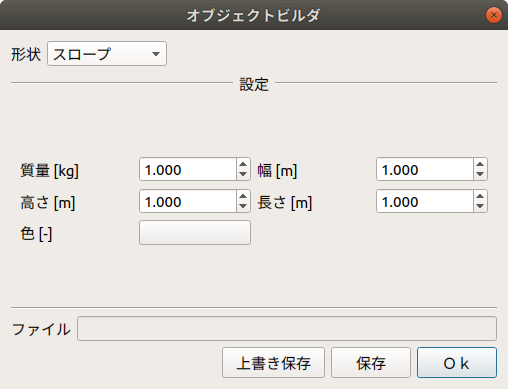 オブジェクトビルダ
形状 スロープ
設定
質量 [kg] 1.000 幅 [m] 1.000
高さ [m] 1.000 長さ [m] 1.000
色 [-]
ファイル
上書き保存 保存 Ｏｋ